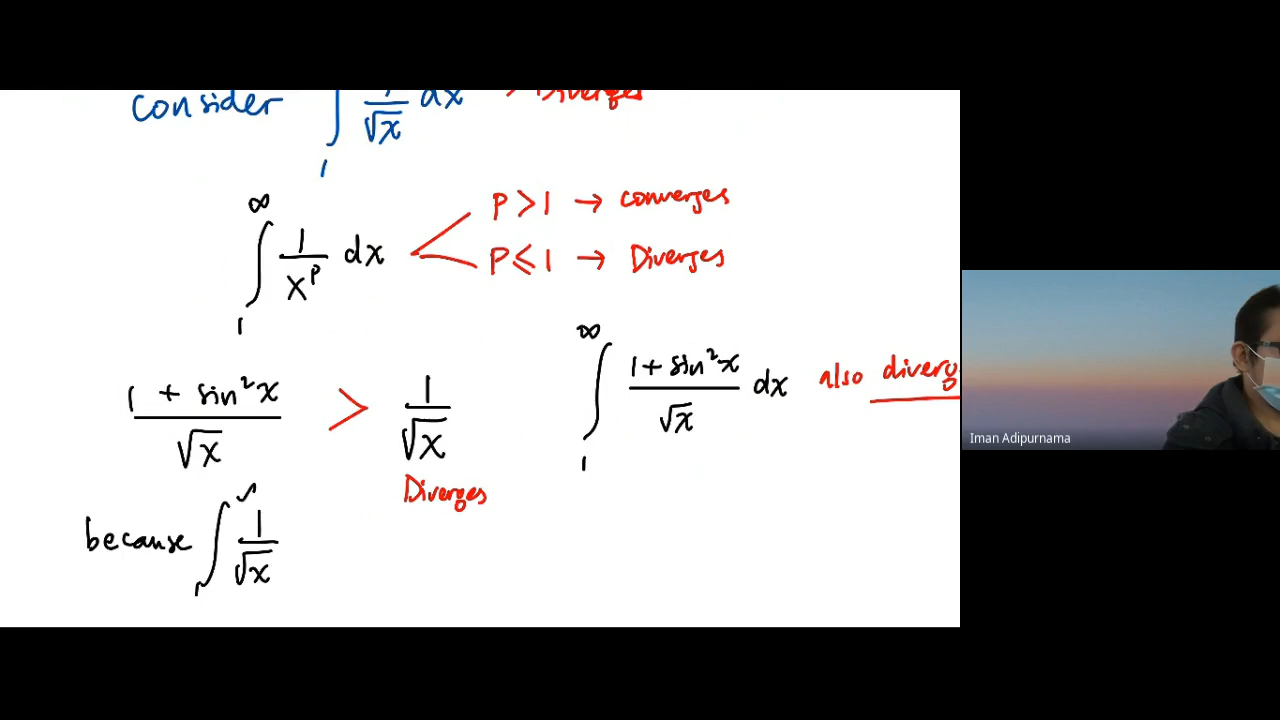 consider ∫₁ 1/√x dx → Diverges
∫₁^∞ 1/x^p dx
P > 1 → converges
P ≤ 1 → Diverges
(1 + sin²x)/√x > 1/√x
Diverges
∫₁^∞ (1 + sin²x)/√x dx also diverg
because ∫ 1/√x
Iman Adipurnama